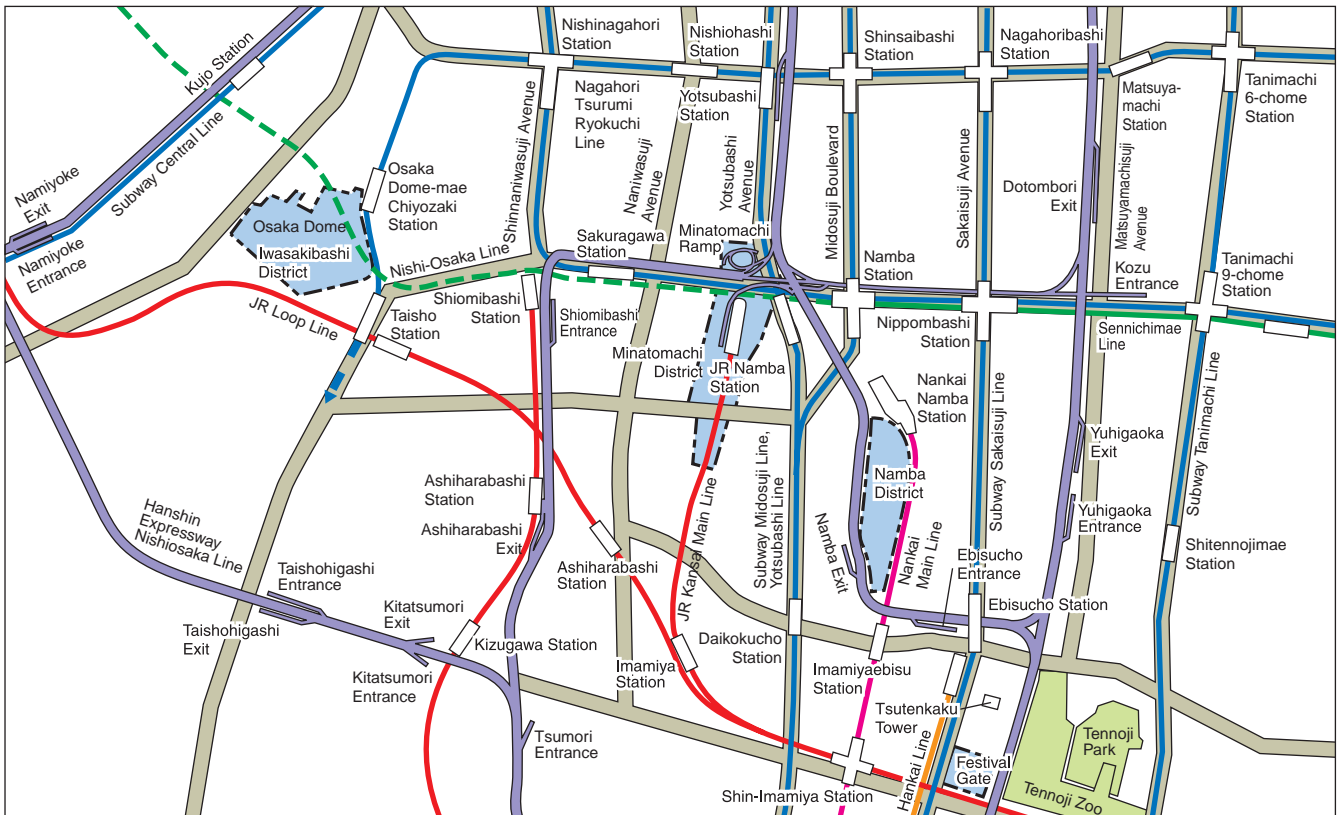 Kujo Station
Subway Central Line
Namiyoke
Exit
Namiyoke
Entrance
Osaka
Dome-mae
Chiyozaki
Station
Osaka Dome
Iwasakibashi
District
Nishi-Osaka Line
JR Loop Line
Taisho
Station
Nishinagahori
Station
Nagahori
Tsurumi
Ryokuchi
Line
Shinnaniwasuji Avenue
Naniwasuji
Avenue
Nishiohashi
Station
Yotsubashi
Station
Yotsubashi
Avenue
Shinsaibashi
Station
Midosuji Boulevard
Nagahoribashi
Station
Sakaisuji Avenue
Matsuya-
machi
Station
Tanimachi
6-chome
Station
Dotombori
Exit
Matsuyamachisuji
Avenue
Sakuragawa
Station
Minatomachi
Ramp
Namba
Station
Kozu
Entrance
Tanimachi
9-chome
Station
Shiomibashi
Station
Shiomibashi
Entrance
Minatomachi
District
JR Namba
Station
Nippombashi
Station
Sennichimae
Line
Nankai
Namba
Station
Subway Sakaisuji Line
Subway Tanimachi Line
Yuhigaoka
Exit
Yuhigaoka
Entrance
Namba
District
Ashiharabashi
Station
Ashiharabashi
Exit
Ashiharabashi
Station
JR Kansai Main Line
Subway Midosuji Line,
Yotsubashi Line
Namba Exit
Nankai
Main Line
Ebisucho
Entrance
Shitennojimae
Station
Hanshin
Expressway
Nishiosaka Line
Taishohigashi
Entrance
Taishohigashi
Exit
Kitatsumori
Exit
Kitatsumori
Entrance
Kizugawa Station
Imamiya
Station
Daikokucho
Station
Ebisucho Station
Imamiyaebisu
Station
Tsutenkaku
Tower
Tsumori
Entrance
Shin-Imamiya Station
Hankai Line
Festival
Gate
Tennoji
Park
Tennoji Zoo